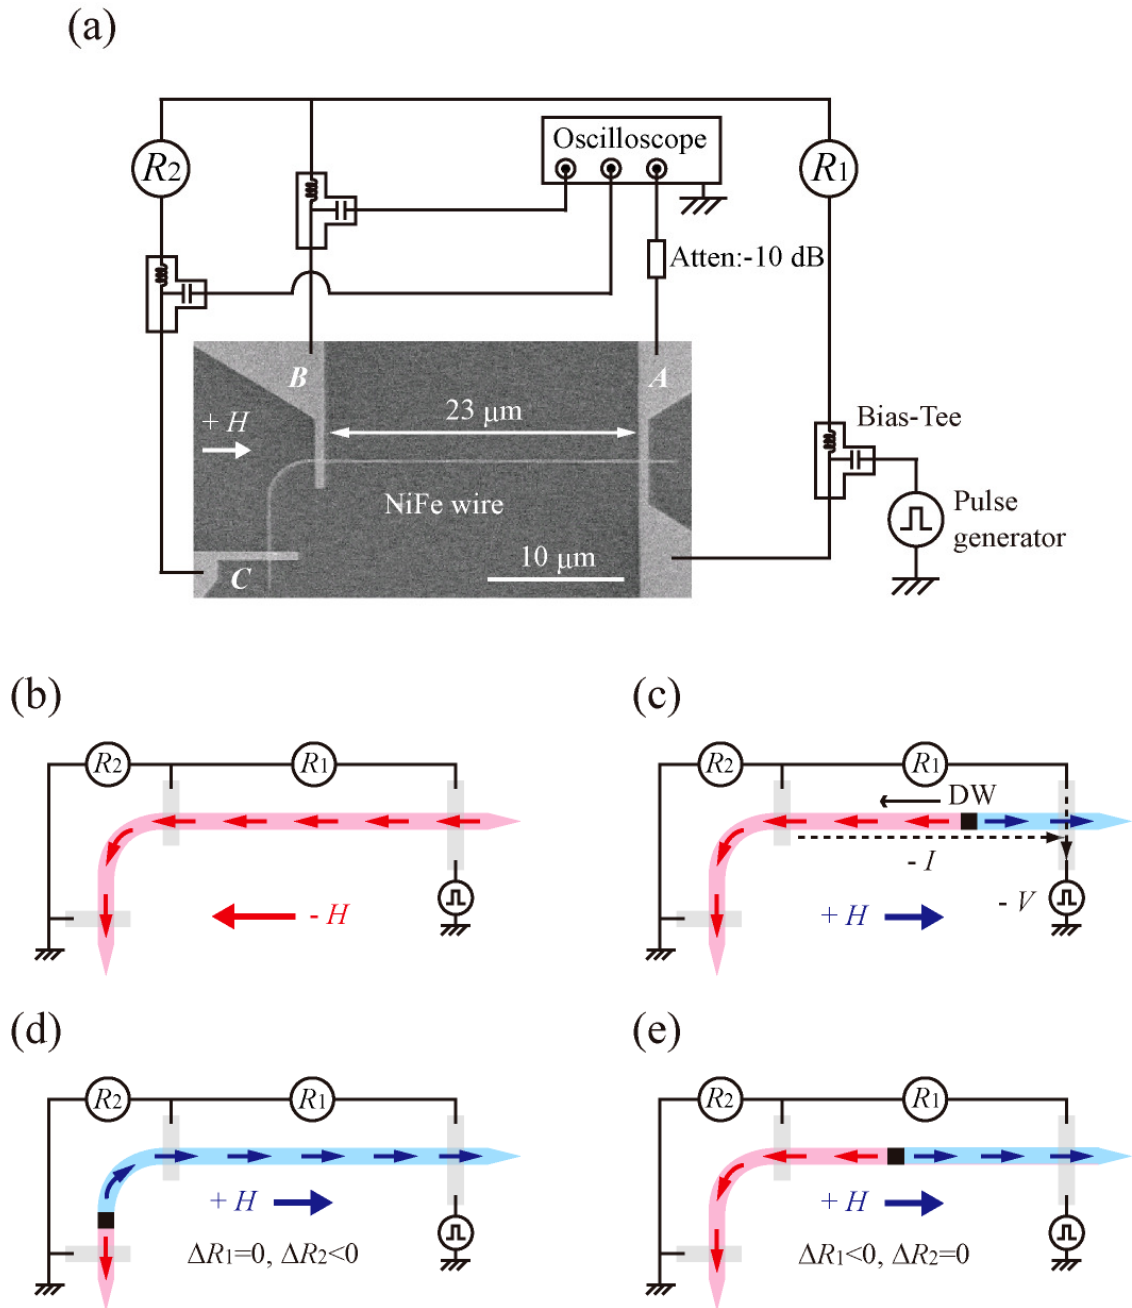 (a)
Oscilloscope
R2
R1
Atten:-10 dB
B
A
+ H
23 μm
Bias-Tee
NiFe wire
Pulse
generator
10 μm
C
(b)
R2
R1
- H
(c)
R2
R1
DW
- I
+ H
- V
(d)
R2
R1
+ H
ΔR1=0, ΔR2<0
(e)
R2
R1
+ H
ΔR1<0, ΔR2=0